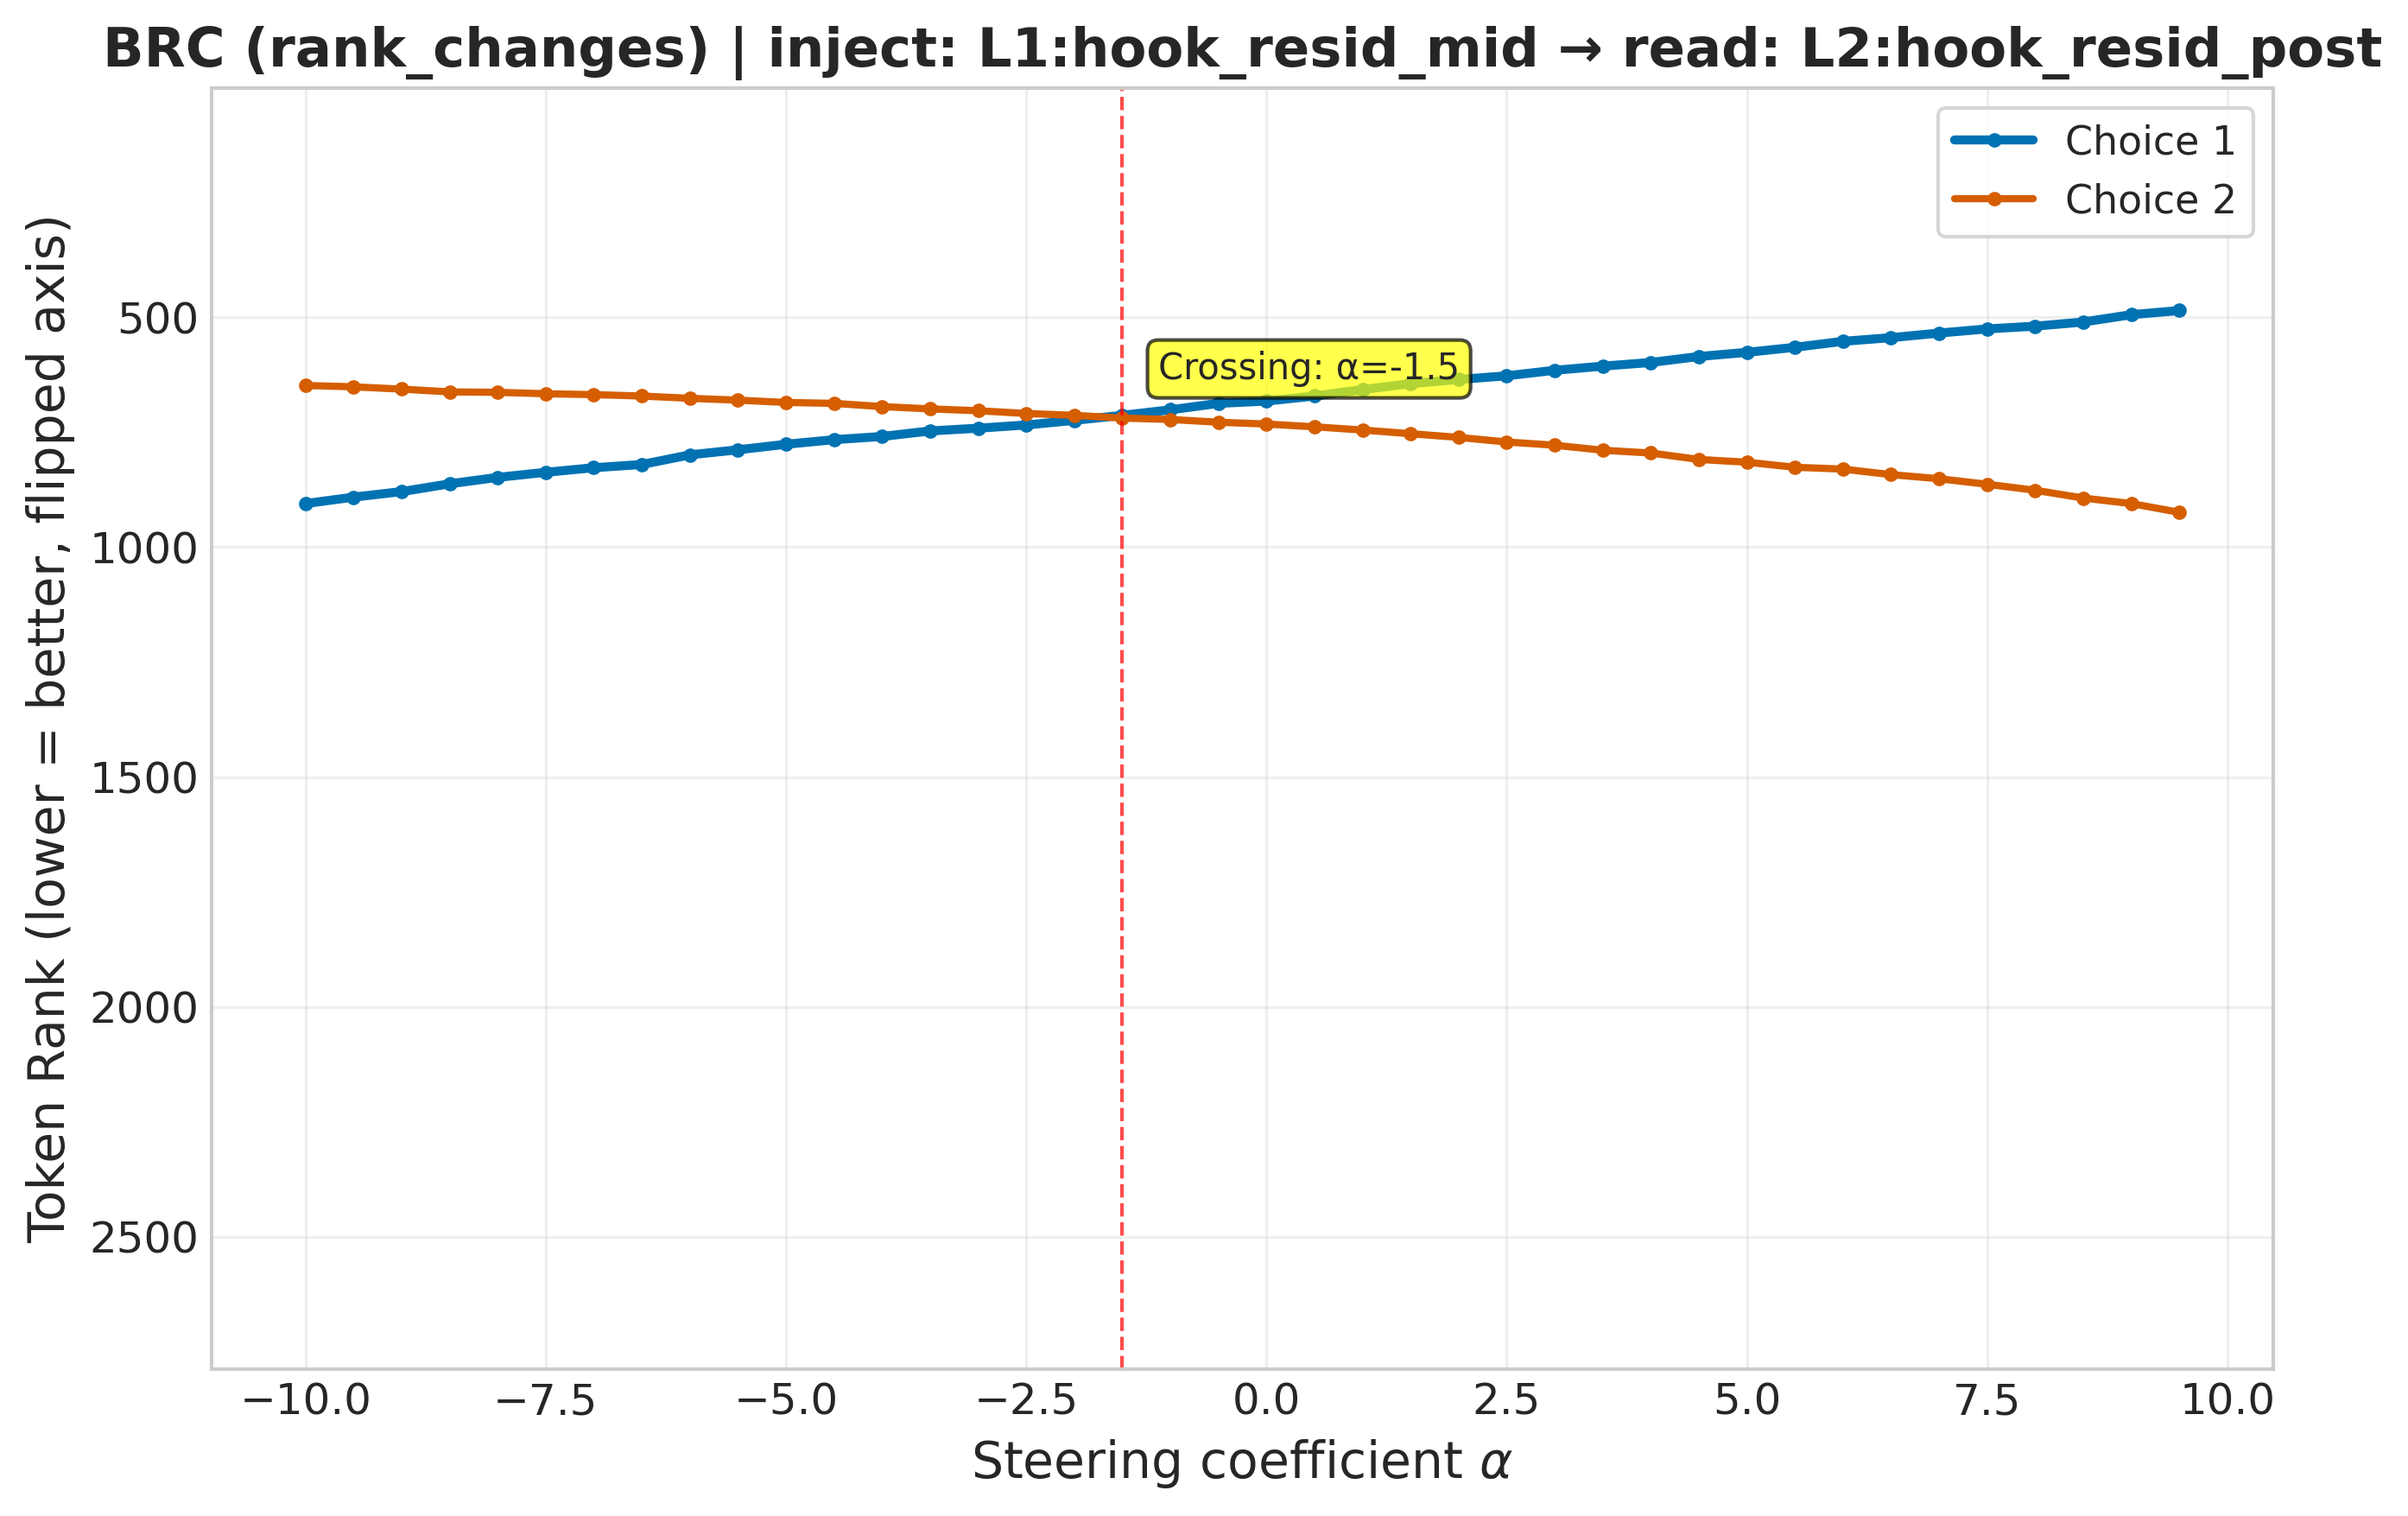 BRC (rank_changes) | inject: L1:hook_resid_mid → read: L2:hook_resid_post
Choice 1
Choice 2
Crossing: α=-1.5
Token Rank (lower = better, flipped axis)
500
1000
1500
2000
2500
−10.0 −7.5 −5.0 −2.5 0.0 2.5 5.0 7.5 10.0
Steering coefficient α